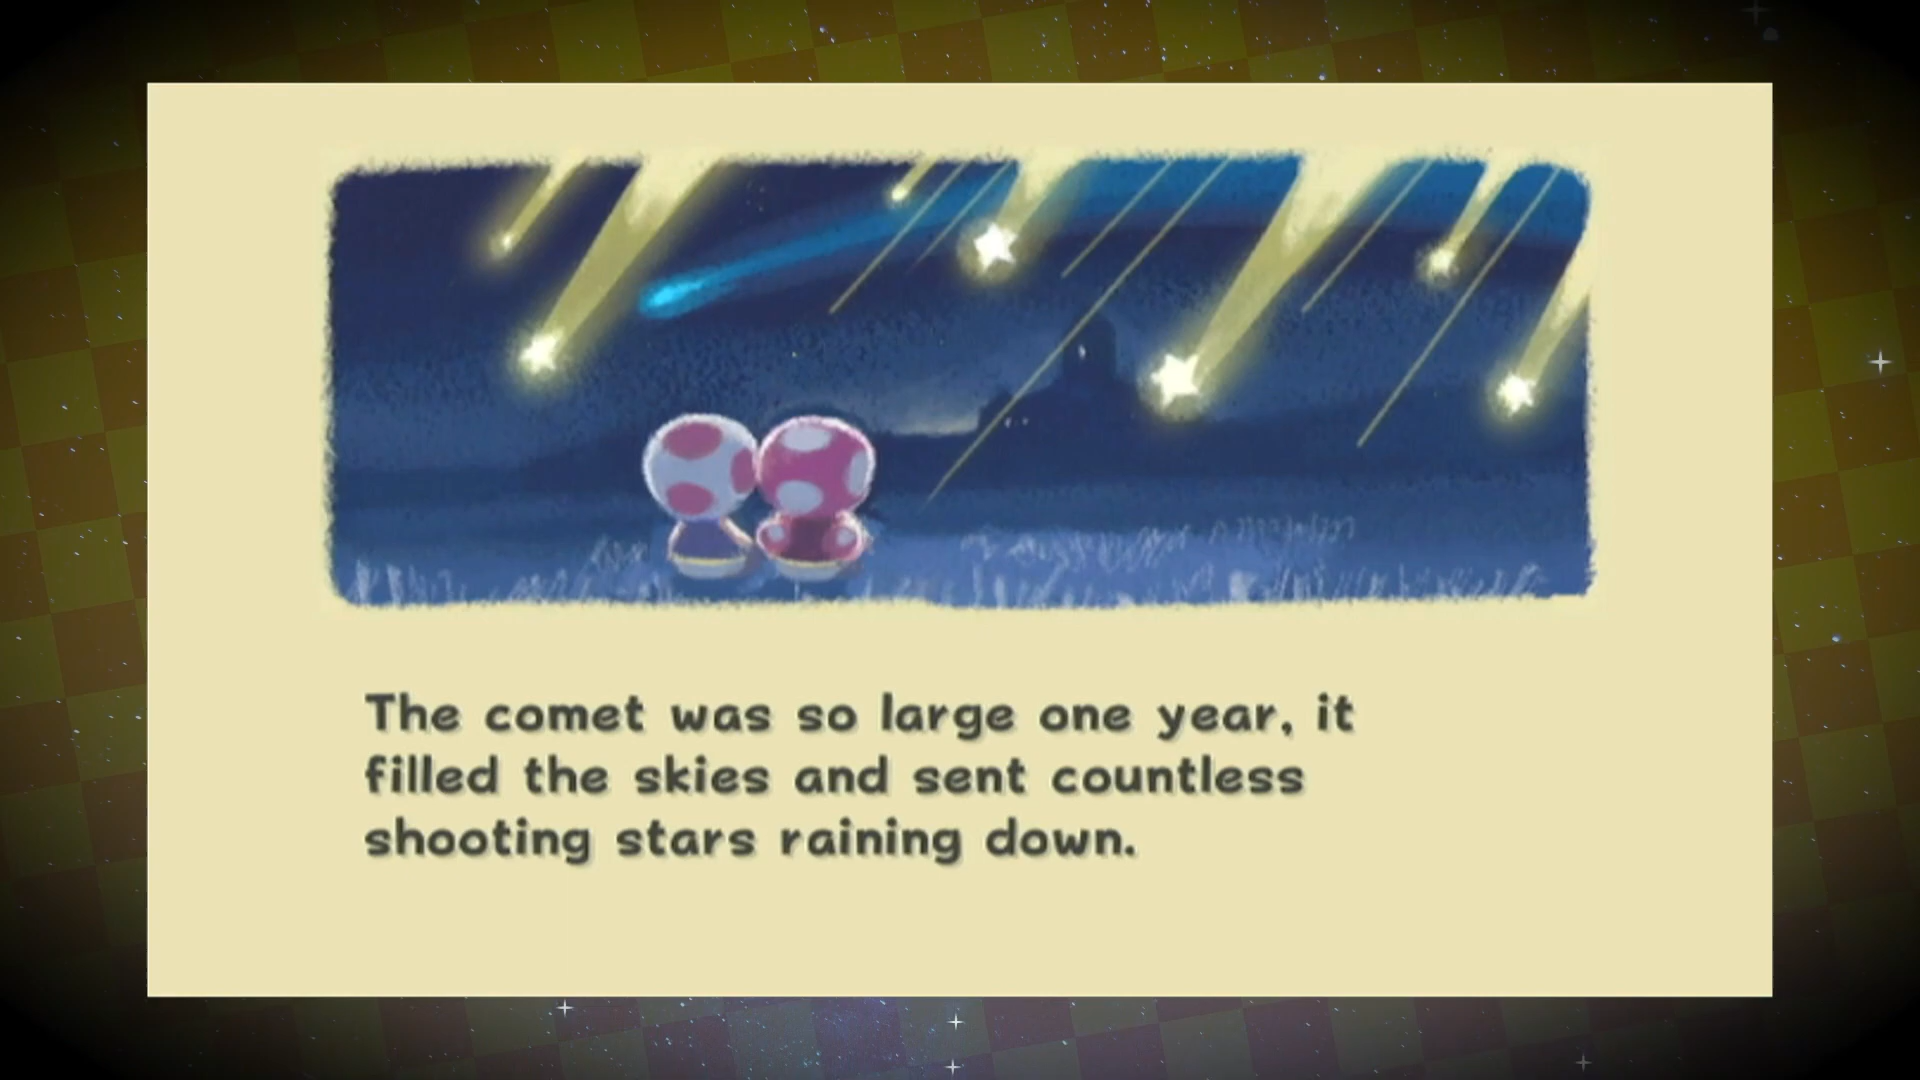 The comet was so large one year, it
filled the skies and sent countless
shooting stars raining down.